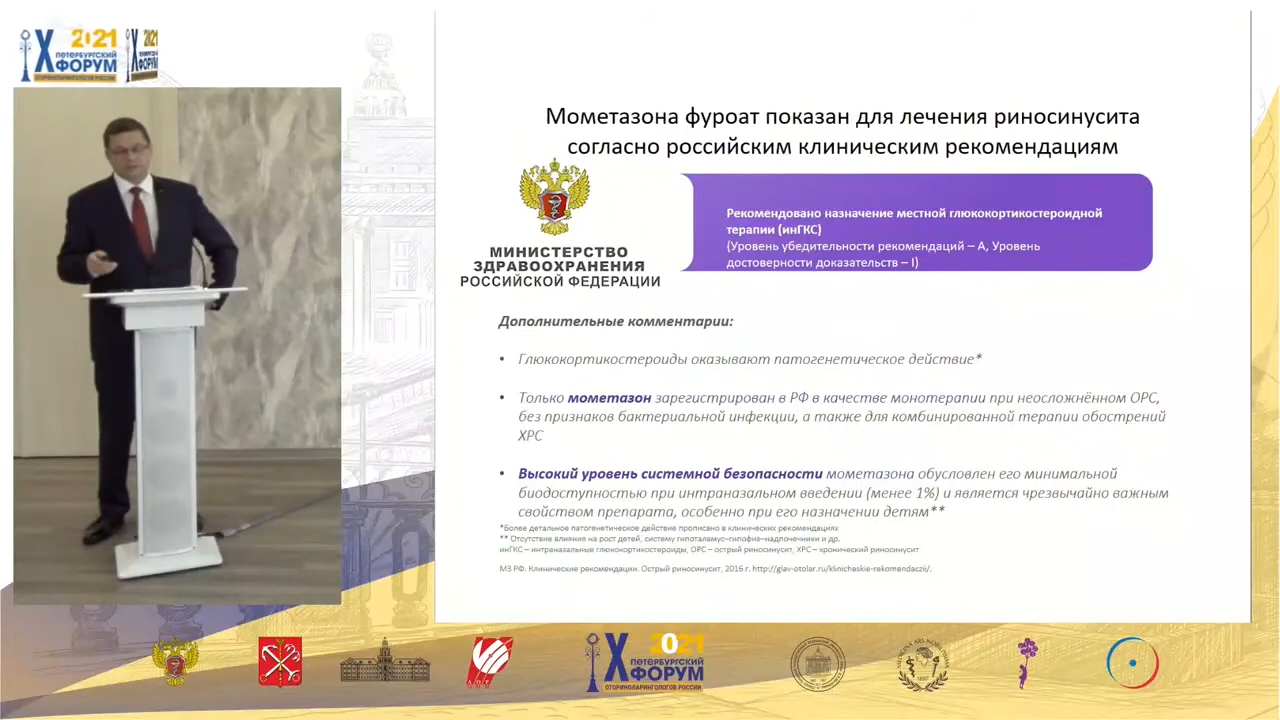 X 2021
ПЕТЕРБУРГСКИЙ
ФОРУМ
ОТОРИНОЛАРИНГОЛОГОВ РОССИИ
Мометазона фуроат показан для лечения риносинусита
согласно российским клиническим рекомендациям
МИНИСТЕРСТВО
ЗДРАВООХРАНЕНИЯ
РОССИЙСКОЙ ФЕДЕРАЦИИ
Рекомендовано назначение местной глюкокортикостероидной
терапии (инГКС)
(Уровень убедительности рекомендаций – А, Уровень
достоверности доказательств – I)
Дополнительные комментарии:
• Глюкокортикостероиды оказывают патогенетическое действие*
• Только мометазон зарегистрирован в РФ в качестве монотерапии при неосложнённом ОРС,
без признаков бактериальной инфекции, а также для комбинированной терапии обострений
ХРС
• Высокий уровень системной безопасности мометазона обусловлен его минимальной
биодоступностью при интраназальном введении (менее 1%) и является чрезвычайно важным
свойством препарата, особенно при его назначении детям**
*Более детальное патогенетическое действие прописано в клинических рекомендациях
** Отсутствие влияния на рост детей, систему гипоталамус–гипофиз–надпочечники и др.
инГКС – интраназальные глюкокортикостероиды, ОРС – острый риносинусит, ХРС – хронический риносинусит
МЗ РФ. Клинические рекомендации. Острый риносинусит, 2016 г. http://glav-otolar.ru/klinicheskie-rekomendaczii/.
X 2021
ПЕТЕРБУРГСКИЙ
ФОРУМ
ОТОРИНОЛАРИНГОЛОГОВ РОССИИ